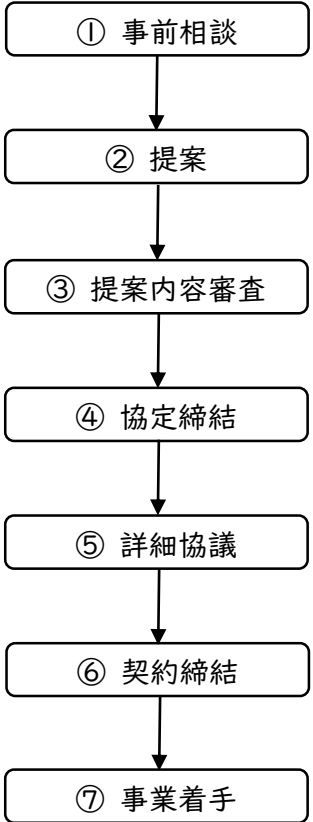 ① 事前相談
② 提案
③ 提案内容審査
④ 協定締結
⑤ 詳細協議
⑥ 契約締結
⑦ 事業着手